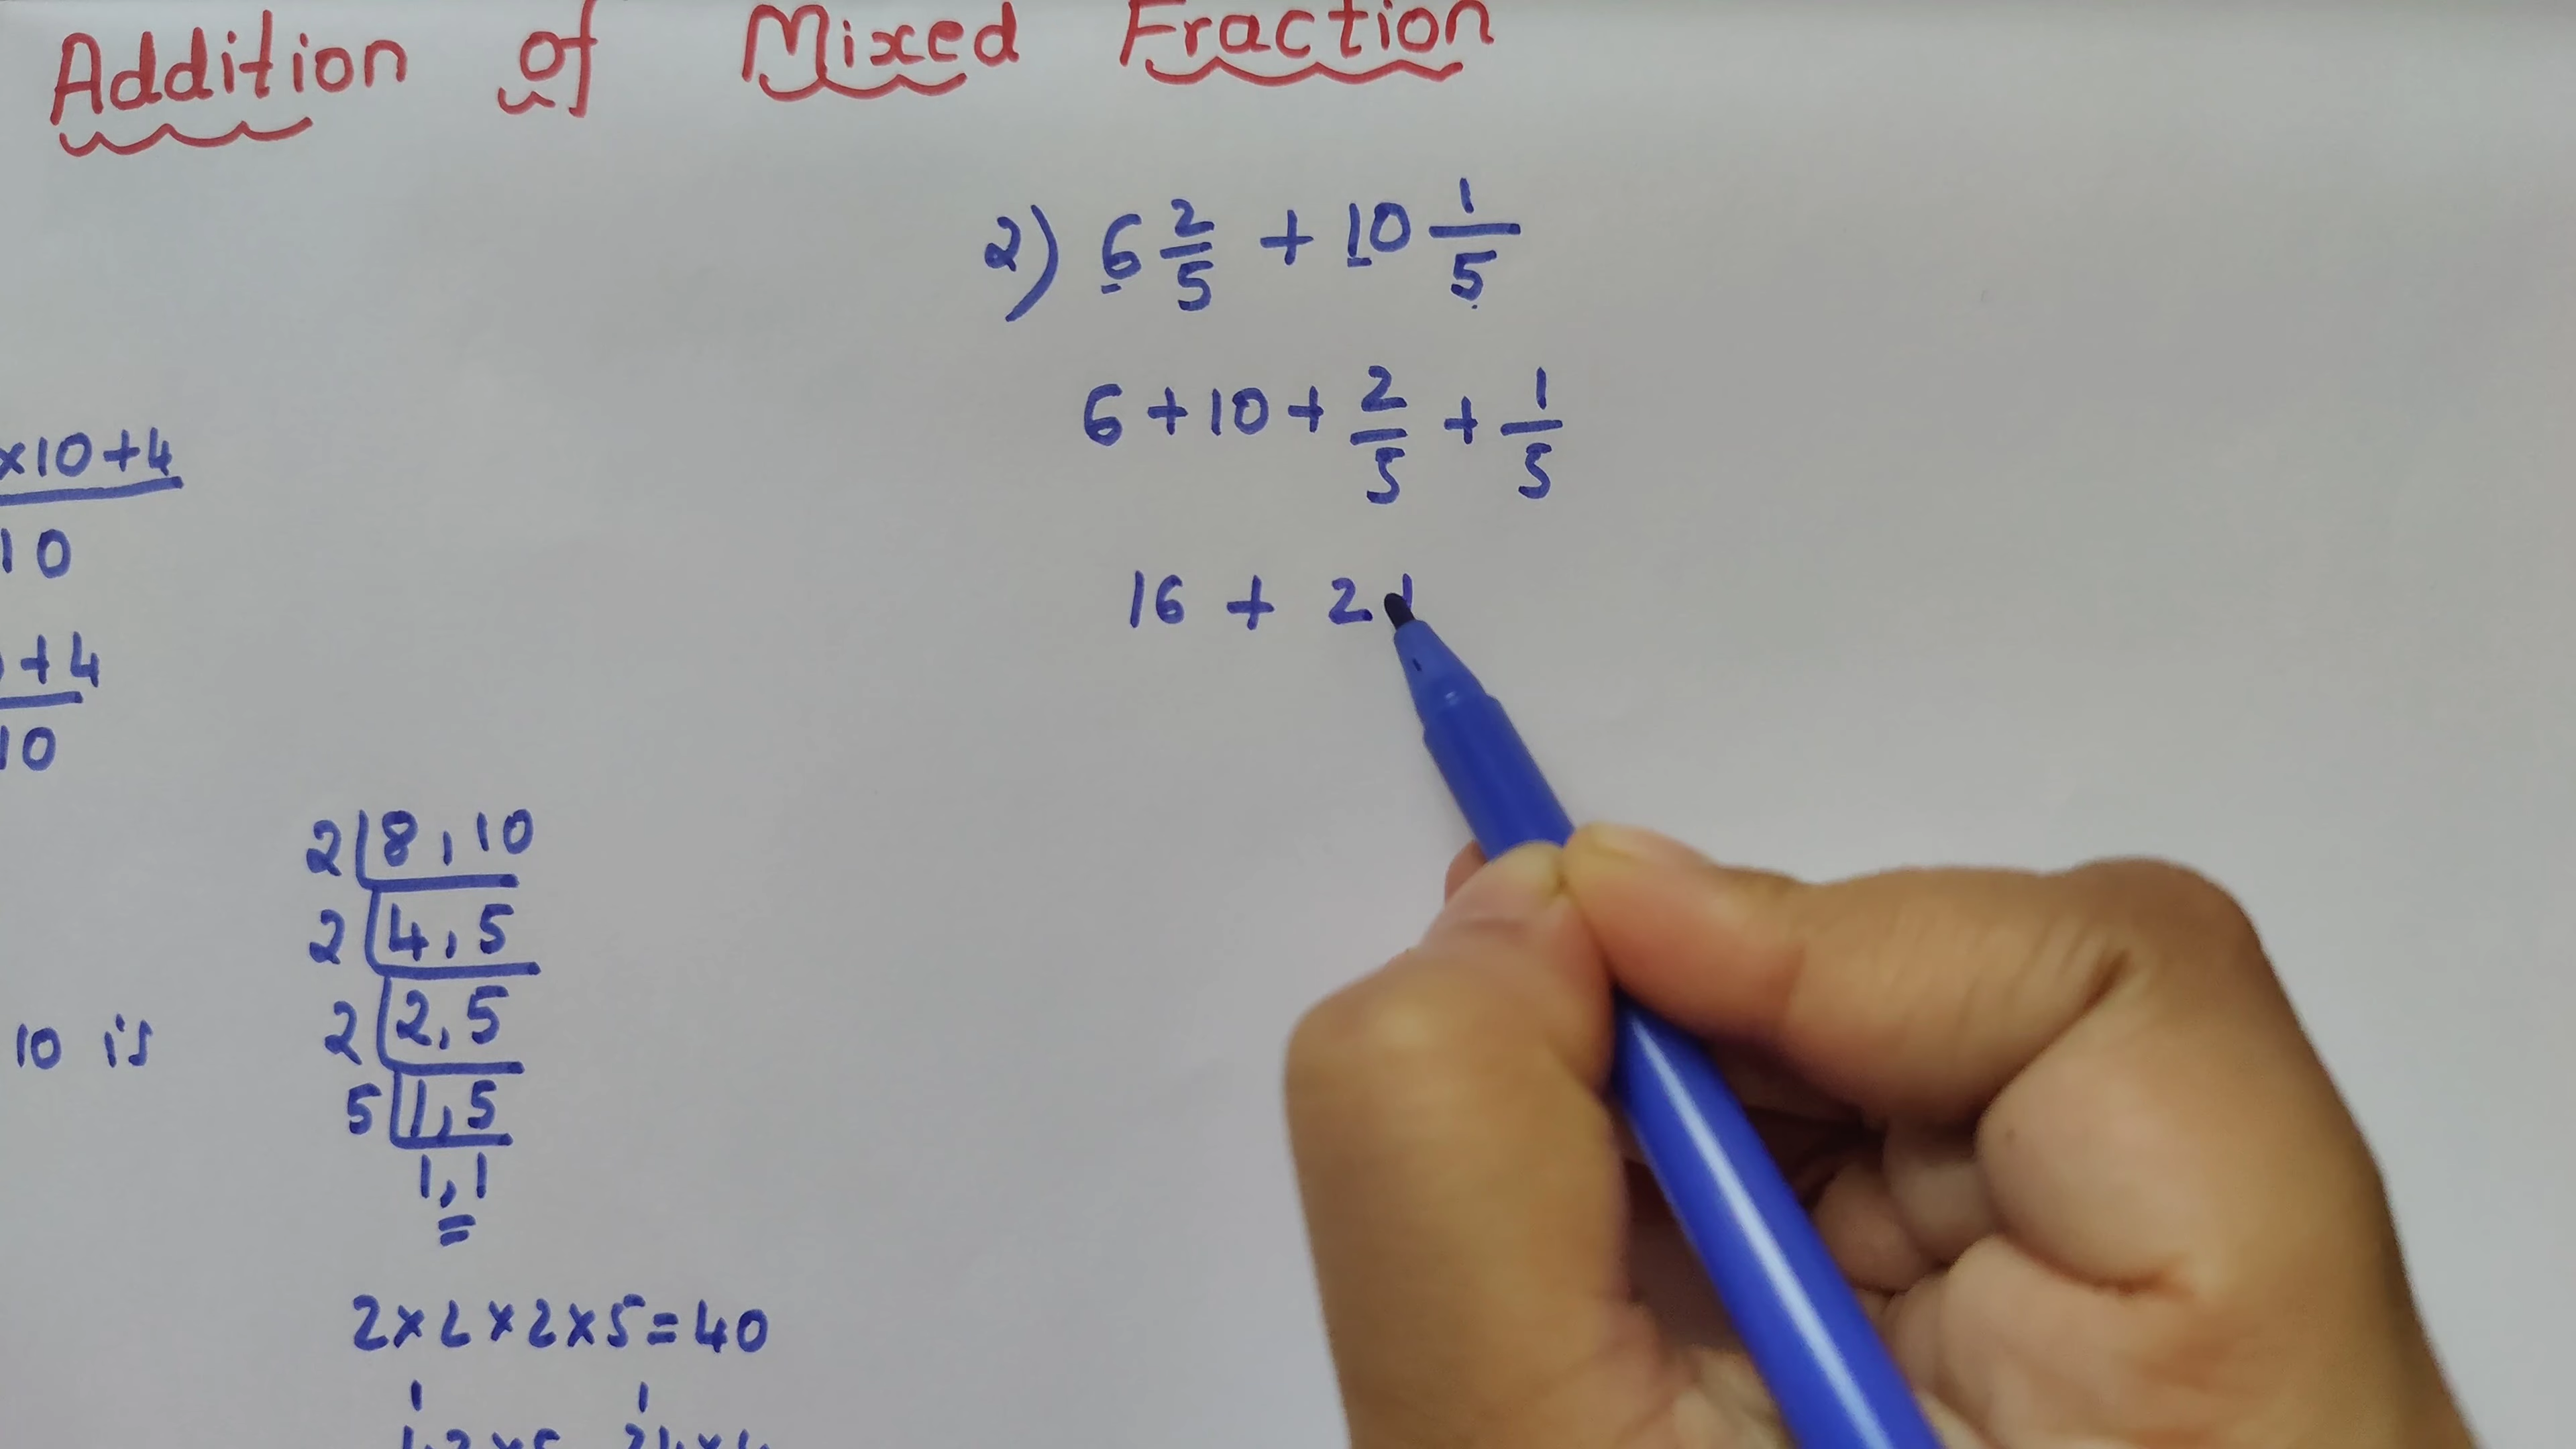 Addition of Mixed Fraction
2) 6 2/5 + 10 1/5
6 + 10 + 2/5 + 1/5
16 + 2
×10+4
10
+4
10
2 8, 10
2 4, 5
2 2, 5
5 1, 5
1, 1
10 is
2×2×2×5=40